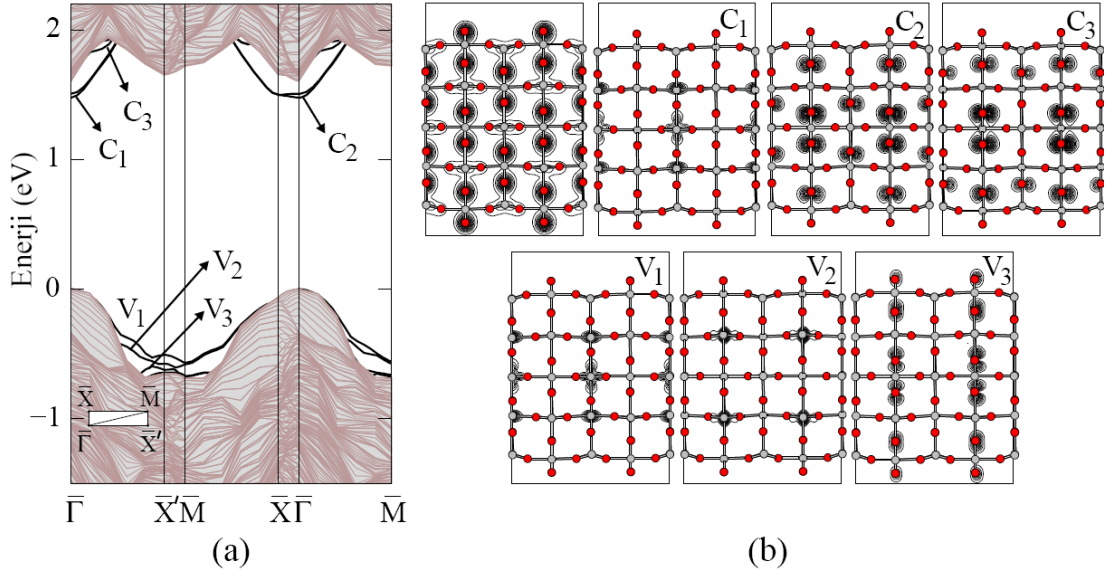 2
1
0
−1
Enerji (eV)
C₁
C₃
C₂
V₁
V₂
V₃
X̄
M̄
Γ̄
X̄′
Γ̄
X̄′
M̄
X̄
Γ̄
M̄
(a)
C₁
C₂
C₃
V₁
V₂
V₃
(b)